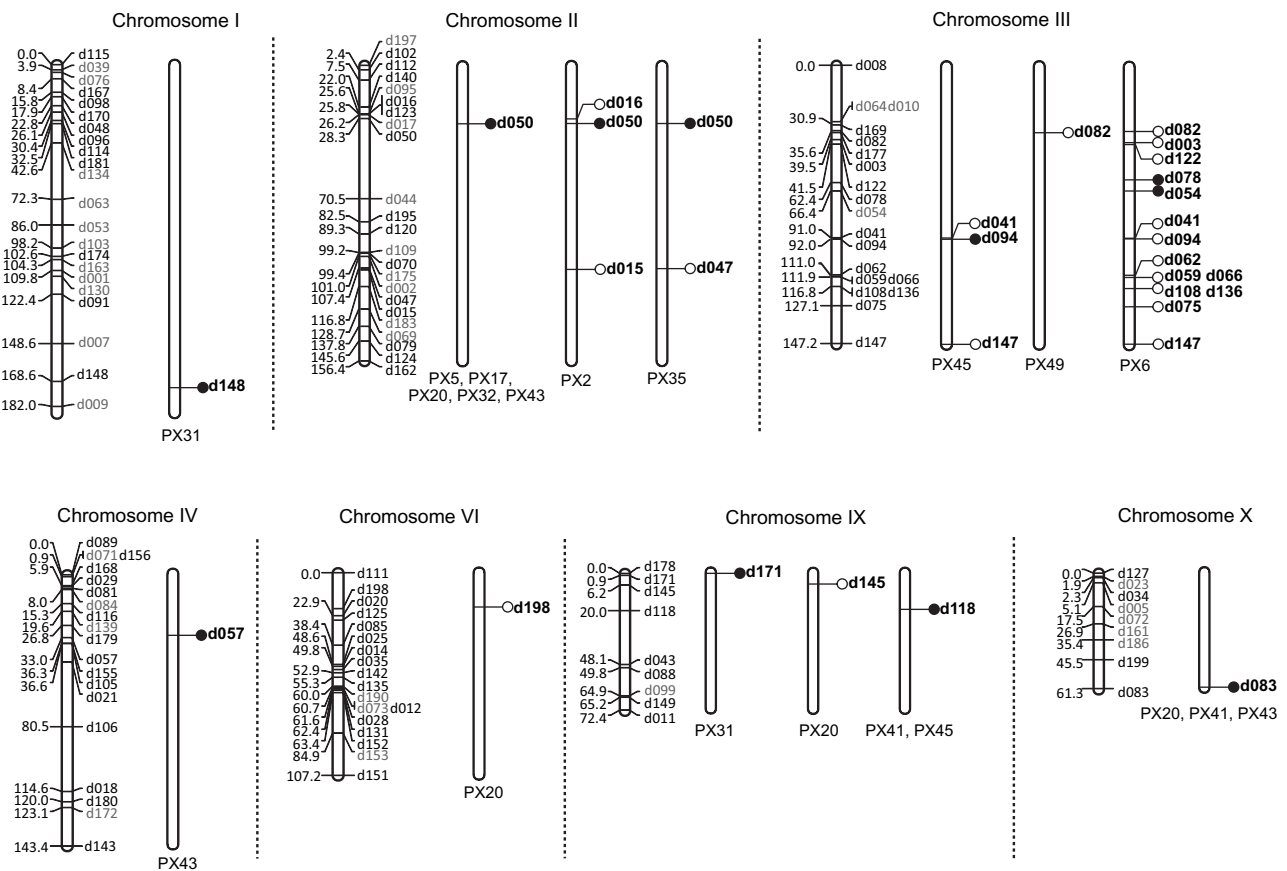 Chromosome I
0.0 d115
3.9 d039
d076
8.4 d167
15.8 d098
17.9 d170
22.8 d048
26.1 d096
30.4 d114
32.5 d181
42.6 d134
72.3 d063
86.0 d053
98.2 d103
102.6 d174
104.3 d163
109.8 d001
d130
122.4 d091
148.6 d007
168.6 d148
182.0 d009
d148
PX31
Chromosome II
d197
2.4 d102
7.5 d112
22.0 d140
25.6 d095
25.8 d016
d123
26.2 d017
28.3 d050
70.5 d044
82.5 d195
89.3 d120
99.2 d109
d070
99.4 d175
101.0 d002
107.4 d047
d015
116.8 d183
128.7 d069
137.8 d079
145.6 d124
156.4 d162
d050
PX5, PX17,
PX20, PX32, PX43
d016
d050
d015
PX2
d050
d047
PX35
Chromosome III
0.0 d008
d064 d010
30.9 d169
d082
35.6 d177
39.5 d003
41.5 d122
62.4 d078
66.4 d054
91.0 d041
92.0 d094
111.0 d062
111.9 d059 d066
116.8 d108 d136
127.1 d075
147.2 d147
d041
d094
d147
PX45
d082
PX49
d082
d003
d122
d078
d054
d041
d094
d062
d059 d066
d108 d136
d075
d147
PX6
Chromosome IV
0.0 d089
0.9 d071 d156
5.9 d168
d029
d081
8.0 d084
15.3 d116
19.6 d139
26.8 d179
33.0 d057
36.3 d155
36.6 d105
d021
80.5 d106
114.6 d018
120.0 d180
123.1 d172
143.4 d143
d057
PX43
Chromosome VI
0.0 d111
d198
22.9 d020
d125
38.4 d085
48.6 d025
49.8 d014
d035
52.9 d142
55.3 d135
60.0 d190
60.7 d073 d012
61.6 d028
62.4 d131
63.4 d152
84.9 d153
107.2 d151
d198
PX20
Chromosome IX
0.0 d178
0.9 d171
6.2 d145
20.0 d118
48.1 d043
49.8 d088
64.9 d099
65.2 d149
72.4 d011
d171
PX31
d145
PX20
d118
PX41, PX45
Chromosome X
0.0 d127
1.9 d023
2.3 d034
5.1 d005
17.5 d072
26.9 d161
35.4 d186
45.5 d199
61.3 d083
d083
PX20, PX41, PX43